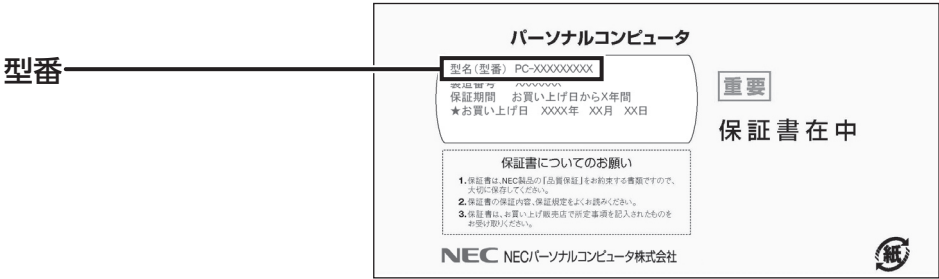 型番
パーソナルコンピュータ
型名(型番) PC-XXXXXXXXX
製造番号 XXXXXXX
保証期間 お買い上げ日からX年間
★お買い上げ日 XXXX年 XX月 XX日
重要
保証書在中
保証書についてのお願い
1.保証書は、NEC製品の「品質保証」をお約束する書類ですので、
大切に保存してください。
2.保証書の保証内容、保証規定をよくお読みください。
3.保証書は、お買い上げ販売店で所定事項を記入されたものを
お受け取りください。
NEC NECパーソナルコンピュータ株式会社
紙